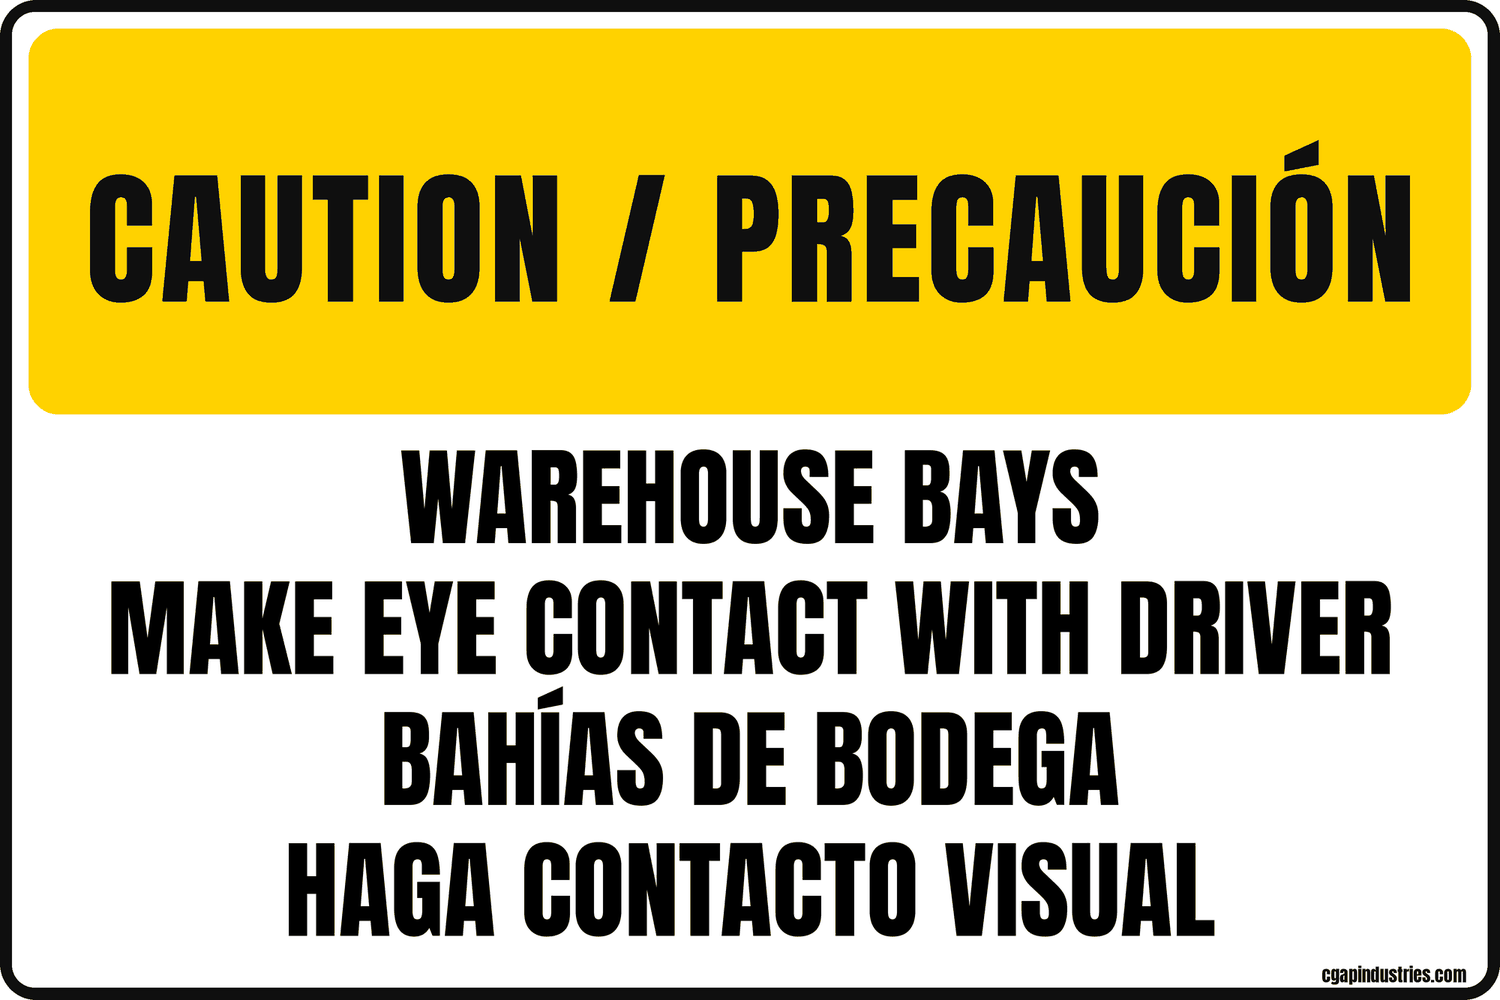 CAUTION / PRECAUCIÓN
WAREHOUSE BAYS
MAKE EYE CONTACT WITH DRIVER
BAHÍAS DE BODEGA
HAGA CONTACTO VISUAL
cgapindustries.com